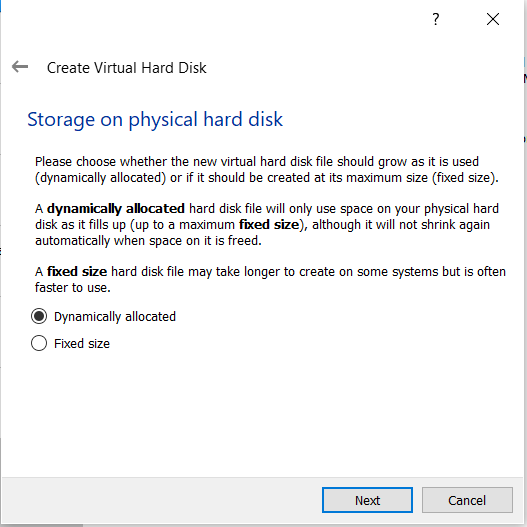 ?
Create Virtual Hard Disk
Storage on physical hard disk
Please choose whether the new virtual hard disk file should grow as it is used
(dynamically allocated) or if it should be created at its maximum size (fixed size).
A dynamically allocated hard disk file will only use space on your physical hard
disk as it fills up (up to a maximum fixed size), although it will not shrink again
automatically when space on it is freed.
A fixed size hard disk file may take longer to create on some systems but is often
faster to use.
Dynamically allocated
Fixed size
Next
Cancel